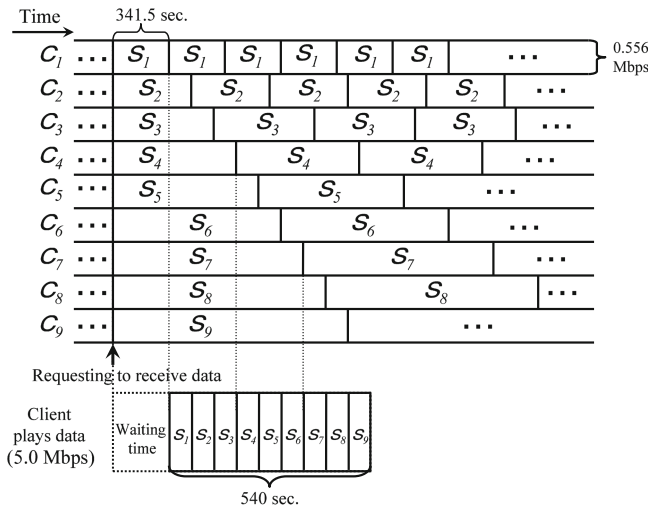 Time
341.5 sec.
C1 ••• S1 S1 S1 S1 S1 S1 •••
0.556 Mbps
C2 ••• S2 S2 S2 S2 S2 •••
C3 ••• S3 S3 S3 S3 •••
C4 ••• S4 S4 S4 •••
C5 ••• S5 S5 •••
C6 ••• S6 S6 •••
C7 ••• S7 S7 •••
C8 ••• S8 S8 •••
C9 ••• S9 •••
Requesting to receive data
Client
plays data
(5.0 Mbps)
Waiting
time
S1 S2 S3 S4 S5 S6 S7 S8 S9
540 sec.